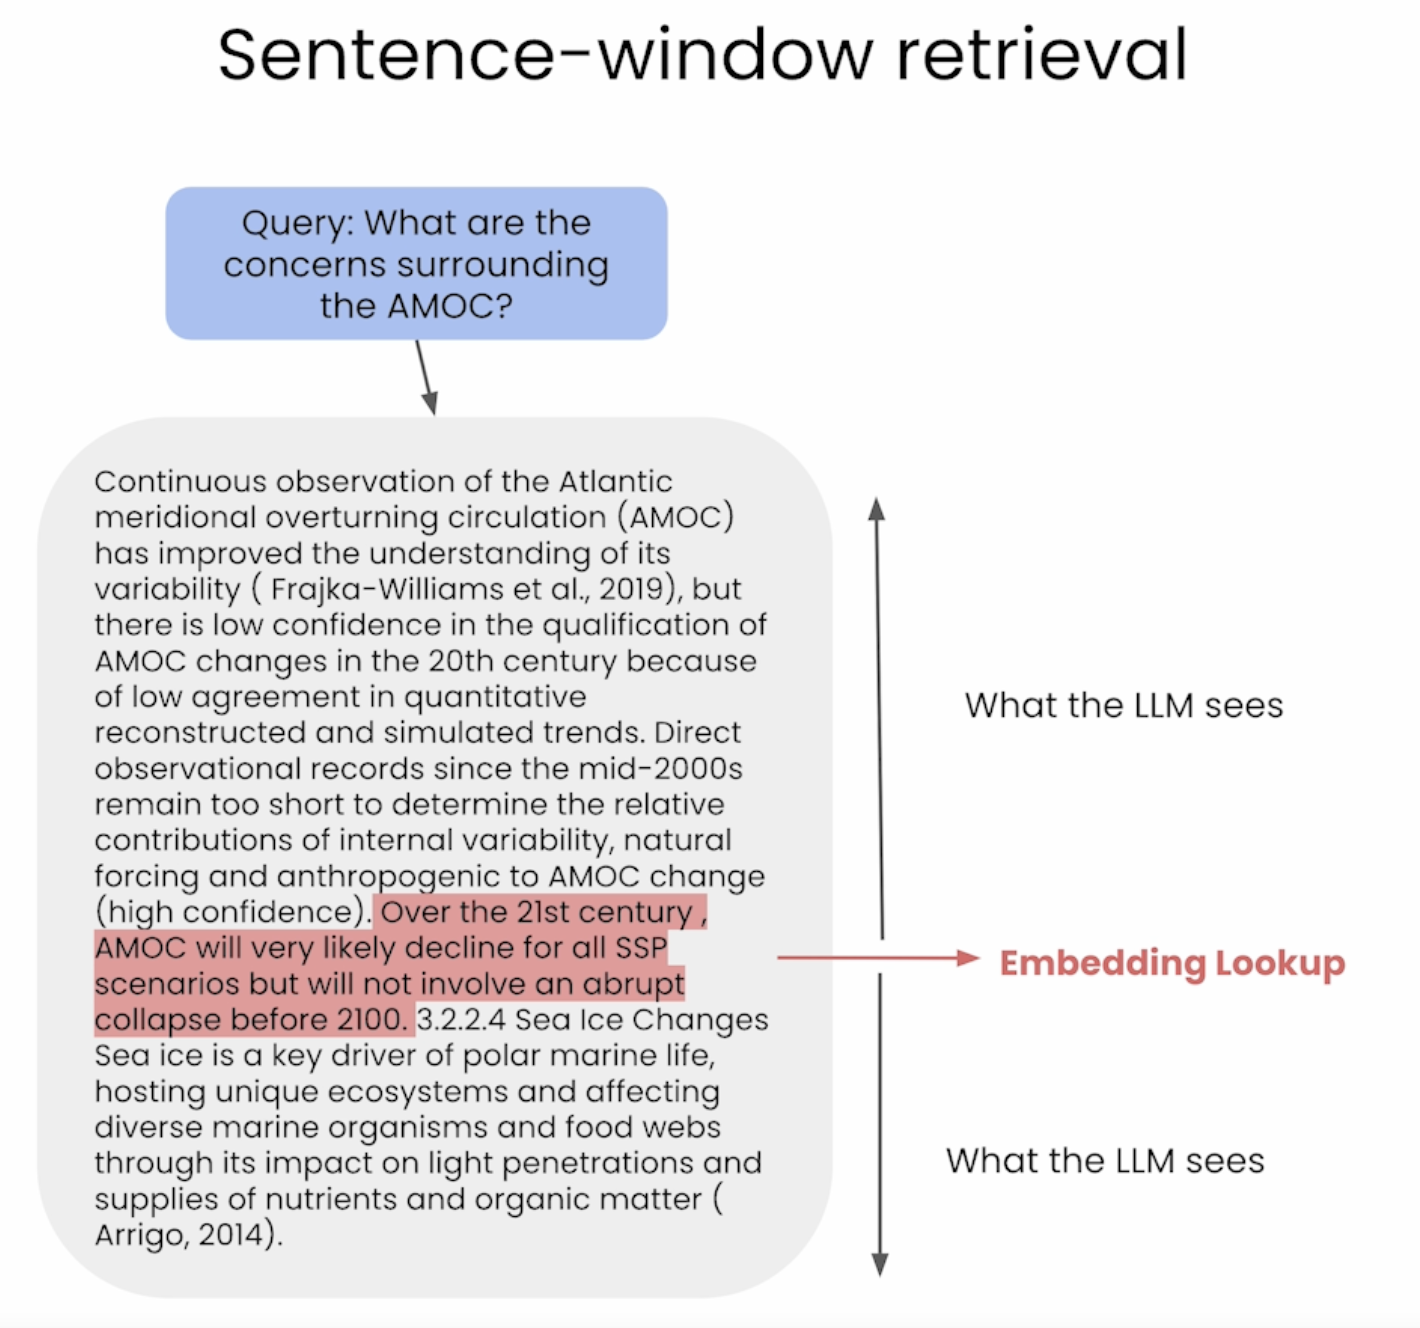 Sentence-window retrieval
Query: What are the
concerns surrounding
the AMOC?
Continuous observation of the Atlantic
meridional overturning circulation (AMOC)
has improved the understanding of its
variability ( Frajka-Williams et al., 2019), but
there is low confidence in the qualification of
AMOC changes in the 20th century because
of low agreement in quantitative
reconstructed and simulated trends. Direct
observational records since the mid-2000s
remain too short to determine the relative
contributions of internal variability, natural
forcing and anthropogenic to AMOC change
(high confidence). Over the 21st century ,
AMOC will very likely decline for all SSP
scenarios but will not involve an abrupt
collapse before 2100. 3.2.2.4 Sea Ice Changes
Sea ice is a key driver of polar marine life,
hosting unique ecosystems and affecting
diverse marine organisms and food webs
through its impact on light penetrations and
supplies of nutrients and organic matter (
Arrigo, 2014).
What the LLM sees
Embedding Lookup
What the LLM sees